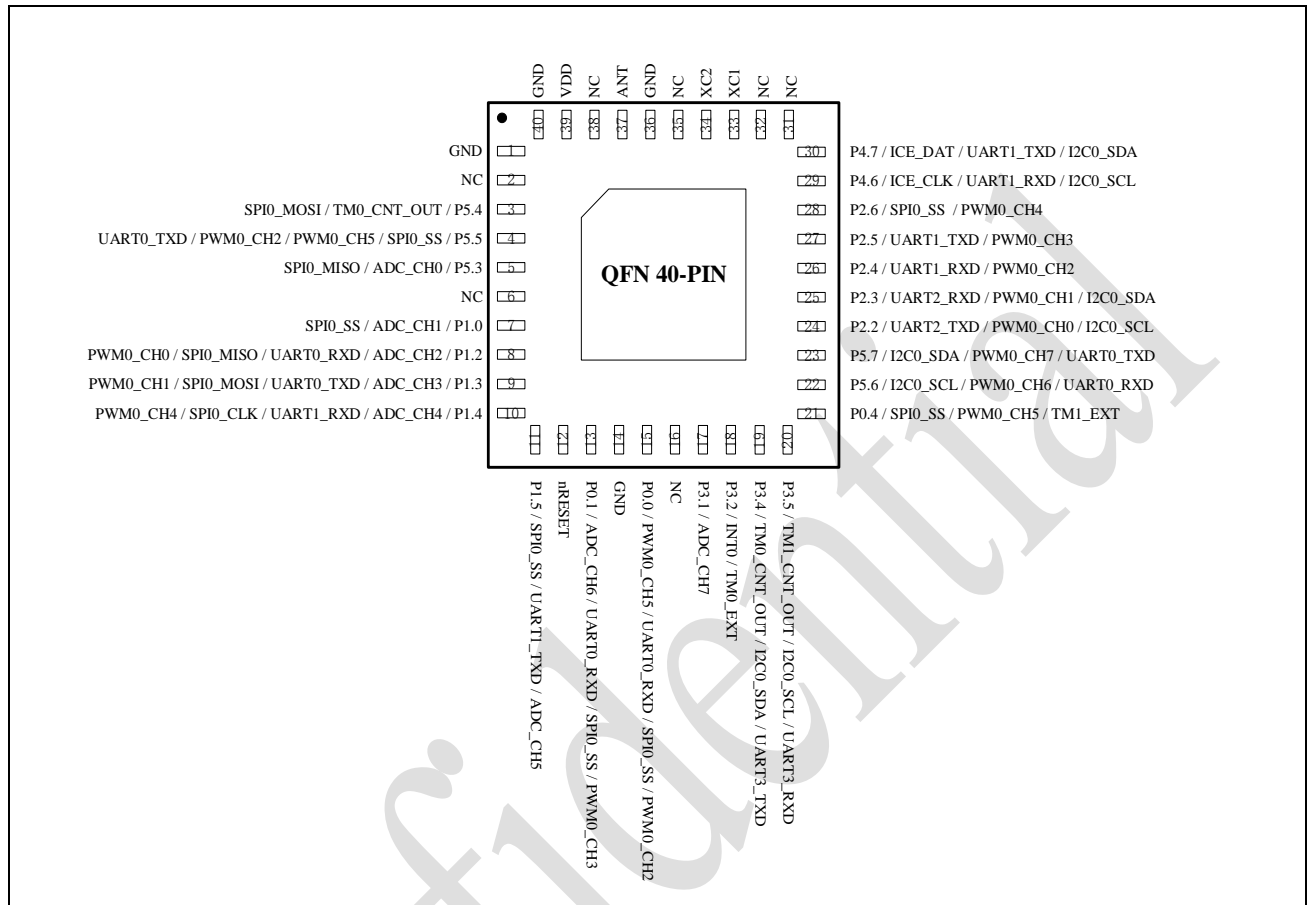 GND
VDD
NC
ANT
GND
NC
XC2
XC1
NC
NC
40
39
38
37
36
35
34
33
32
31
GND 1
NC 2
SPI0_MOSI / TM0_CNT_OUT / P5.4 3
UART0_TXD / PWM0_CH2 / PWM0_CH5 / SPI0_SS / P5.5 4
SPI0_MISO / ADC_CH0 / P5.3 5
NC 6
SPI0_SS / ADC_CH1 / P1.0 7
PWM0_CH0 / SPI0_MISO / UART0_RXD / ADC_CH2 / P1.2 8
PWM0_CH1 / SPI0_MOSI / UART0_TXD / ADC_CH3 / P1.3 9
PWM0_CH4 / SPI0_CLK / UART1_RXD / ADC_CH4 / P1.4 10
QFN 40-PIN
30 P4.7 / ICE_DAT / UART1_TXD / I2C0_SDA
29 P4.6 / ICE_CLK / UART1_RXD / I2C0_SCL
28 P2.6 / SPI0_SS / PWM0_CH4
27 P2.5 / UART1_TXD / PWM0_CH3
26 P2.4 / UART1_RXD / PWM0_CH2
25 P2.3 / UART2_RXD / PWM0_CH1 / I2C0_SDA
24 P2.2 / UART2_TXD / PWM0_CH0 / I2C0_SCL
23 P5.7 / I2C0_SDA / PWM0_CH7 / UART0_TXD
22 P5.6 / I2C0_SCL / PWM0_CH6 / UART0_RXD
21 P0.4 / SPI0_SS / PWM0_CH5 / TM1_EXT
11
12
13
14
15
16
17
18
19
20
P1.5 / SPI0_SS / UART1_TXD / ADC_CH5
nRESET
P0.1 / ADC_CH6 / UART0_RXD / SPI0_SS / PWM0_CH3
GND
P0.0 / PWM0_CH5 / UART0_RXD / SPI0_SS / PWM0_CH2
NC
P3.1 / ADC_CH7
P3.2 / INT0 / TM0_EXT
P3.4 / TM0_CNT_OUT / I2C0_SDA / UART3_TXD
P3.5 / TM1_CNT_OUT / I2C0_SCL / UART3_RXD
fidential